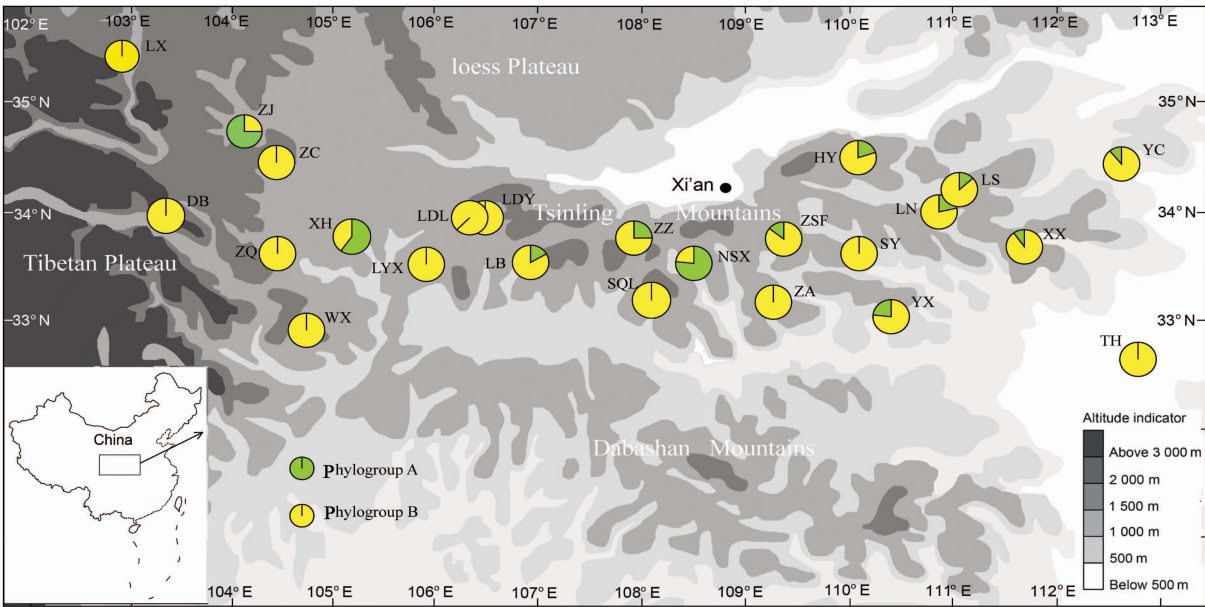 102° E 103° E 104° E 105° E 106° E 107° E 108° E 109° E 110° E 111° E 112° E 113° E
LX
loess Plateau
35° N 35° N
ZJ
ZC
HY
YC
Xi'an
LS
DB
34° N 34° N
LDL LDY
Tsinling Mountains
XH
ZZ
ZSF
LN
XX
ZQ
LYX
LB
NSX
SY
Tibetan Plateau
SQL
ZA
YX
33° N 33° N
WX
TH
China
Dabashan Mountains
Phylogroup A
Phylogroup B
Altitude indicator
Above 3 000 m
2 000 m
1 500 m
1 000 m
500 m
Below 500 m
104° E 105° E 106° E 107° E 108° E 109° E 110° E 111° E 112° E 113° E